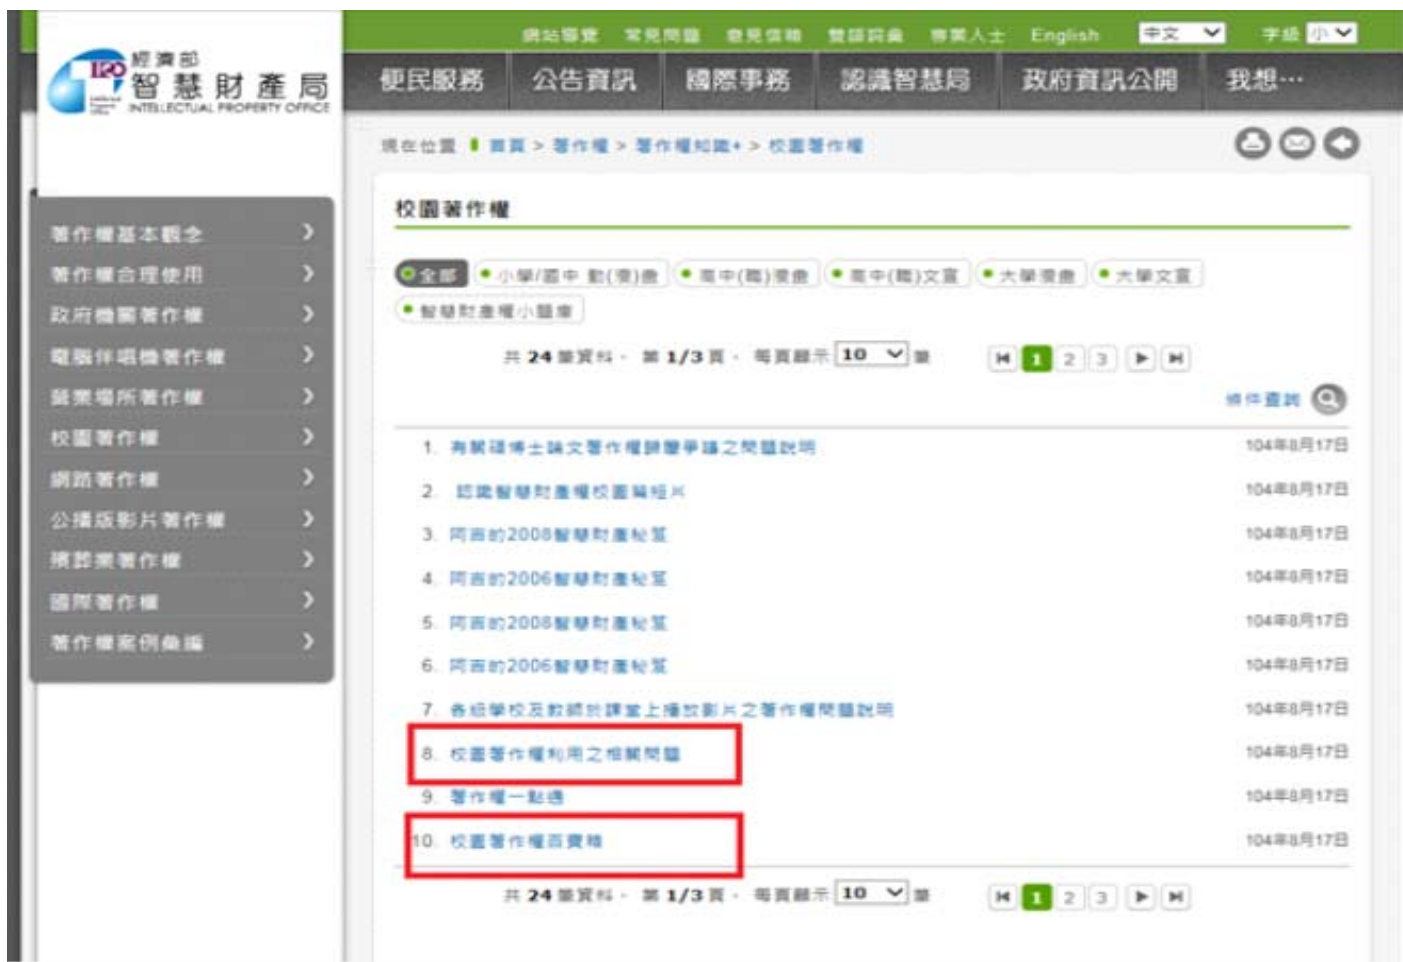 網站導覽 常見問題 意見信箱 雙語詞彙 專業人士 English 中文 字級 小
經濟部
智慧財產局
INTELLECTUAL PROPERTY OFFICE
TIPO
便民服務 公告資訊 國際事務 認識智慧局 政府資訊公開 我想…
現在位置 首頁 > 著作權 > 著作權知識+ > 校園著作權
著作權基本觀念
著作權合理使用
政府機關著作權
電腦伴唱機著作權
營業場所著作權
校園著作權
網路著作權
公播版影片著作權
殯葬業著作權
國際著作權
著作權案例彙編
校園著作權
全部 小學/國中 動(漫)畫 高中(職)漫畫 高中(職)文宣 大學漫畫 大學文宣
智慧財產權小題庫
共 24 筆資料， 第 1/3 頁， 每頁顯示 10 筆 1 2 3
條件查詢
1. 有關碩博士論文著作權歸屬爭議之問題說明 104年8月17日
2. 認識智慧財產權校園篇短片 104年8月17日
3. 阿吉的2008智慧財產秘笈 104年8月17日
4. 阿吉的2006智慧財產秘笈 104年8月17日
5. 阿吉的2008智慧財產秘笈 104年8月17日
6. 阿吉的2006智慧財產秘笈 104年8月17日
7. 各級學校及教師於課堂上播放影片之著作權問題說明 104年8月17日
8. 校園著作權利用之相關問題 104年8月17日
9. 著作權一點通 104年8月17日
10. 校園著作權百寶箱 104年8月17日
共 24 筆資料， 第 1/3 頁， 每頁顯示 10 筆 1 2 3